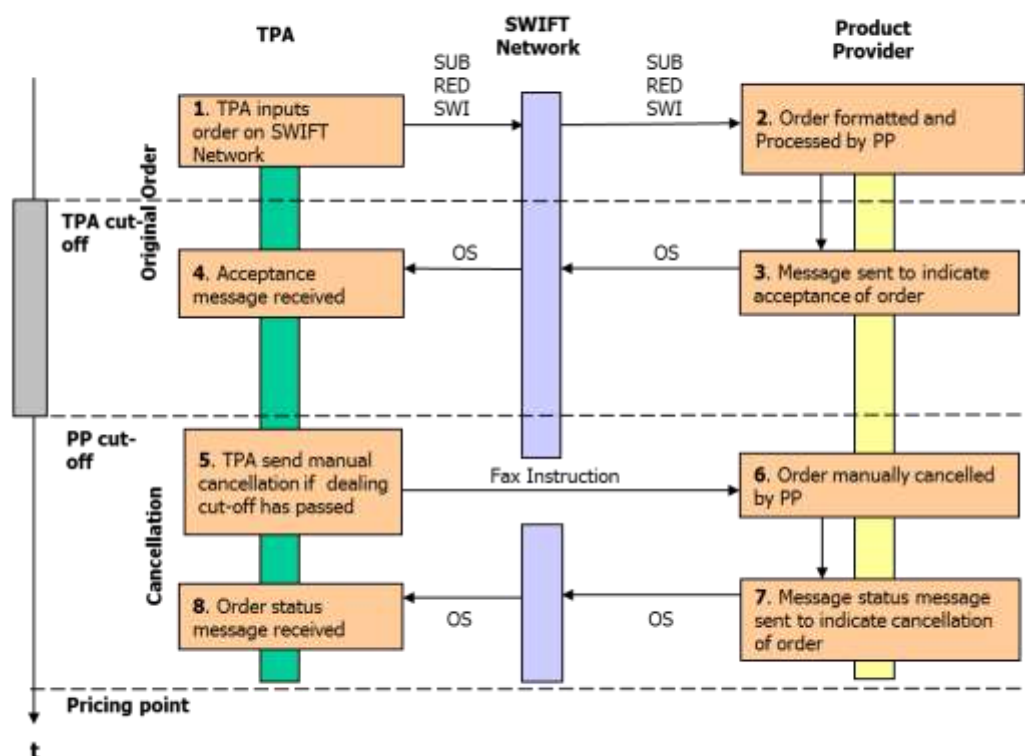 TPA
SWIFT
Network
Product
Provider
SUB
RED
SWI
SUB
RED
SWI
1. TPA inputs
order on SWIFT
Network
2. Order formatted and
Processed by PP
Original Order
TPA cut-
off
OS
OS
4. Acceptance
message received
3. Message sent to indicate
acceptance of order
PP cut-
off
Cancellation
5. TPA send manual
cancellation if dealing
cut-off has passed
Fax Instruction
6. Order manually cancelled
by PP
8. Order status
message received
OS
OS
7. Message status message
sent to indicate cancellation
of order
Pricing point
t